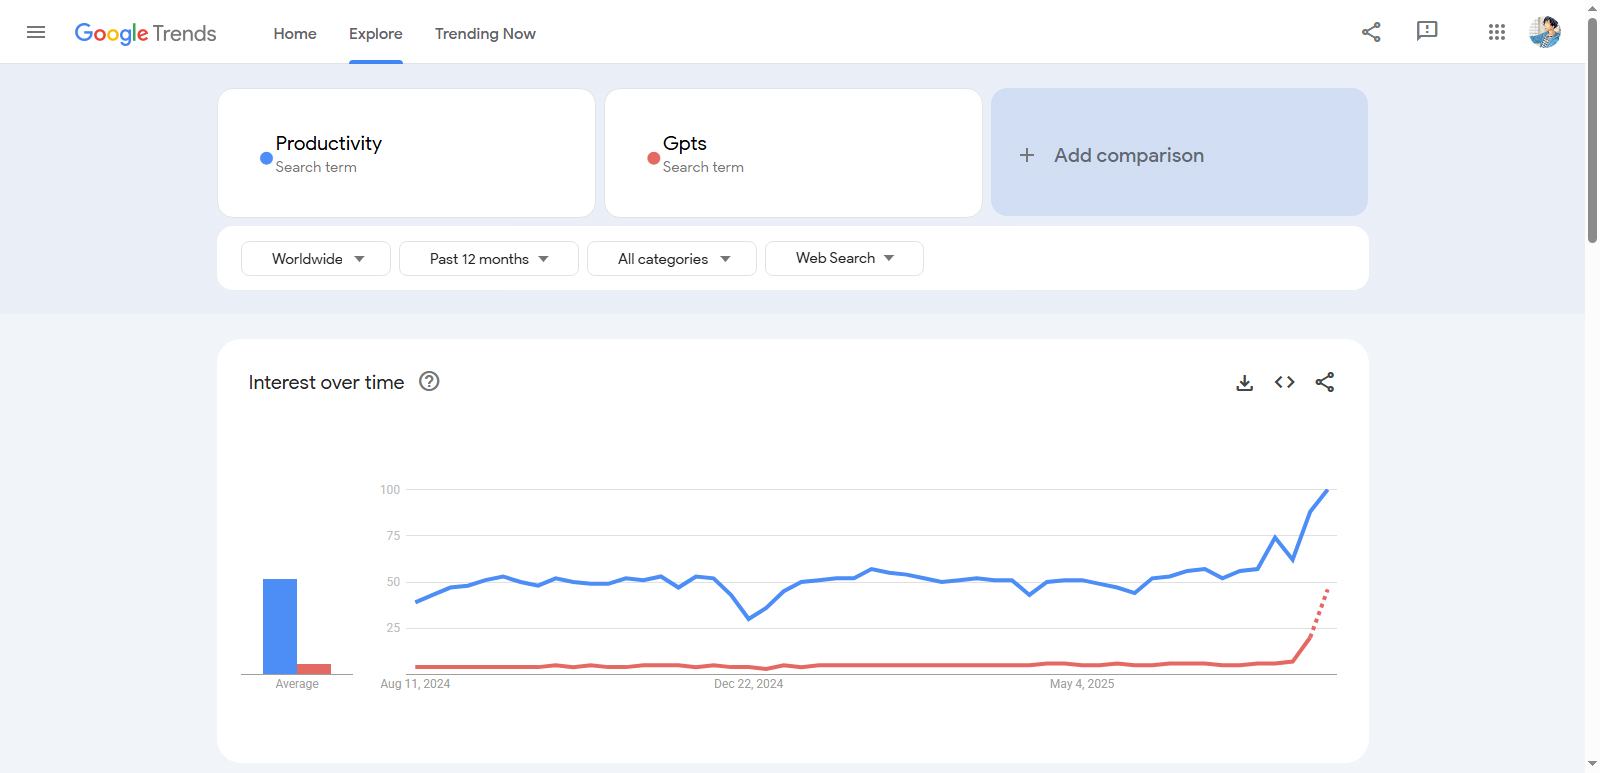 Google Trends
Home
Explore
Trending Now
Productivity
Search term
Gpts
Search term
+ Add comparison
Worldwide
Past 12 months
All categories
Web Search
Interest over time
?
100
75
50
25
Average
Aug 11, 2024
Dec 22, 2024
May 4, 2025